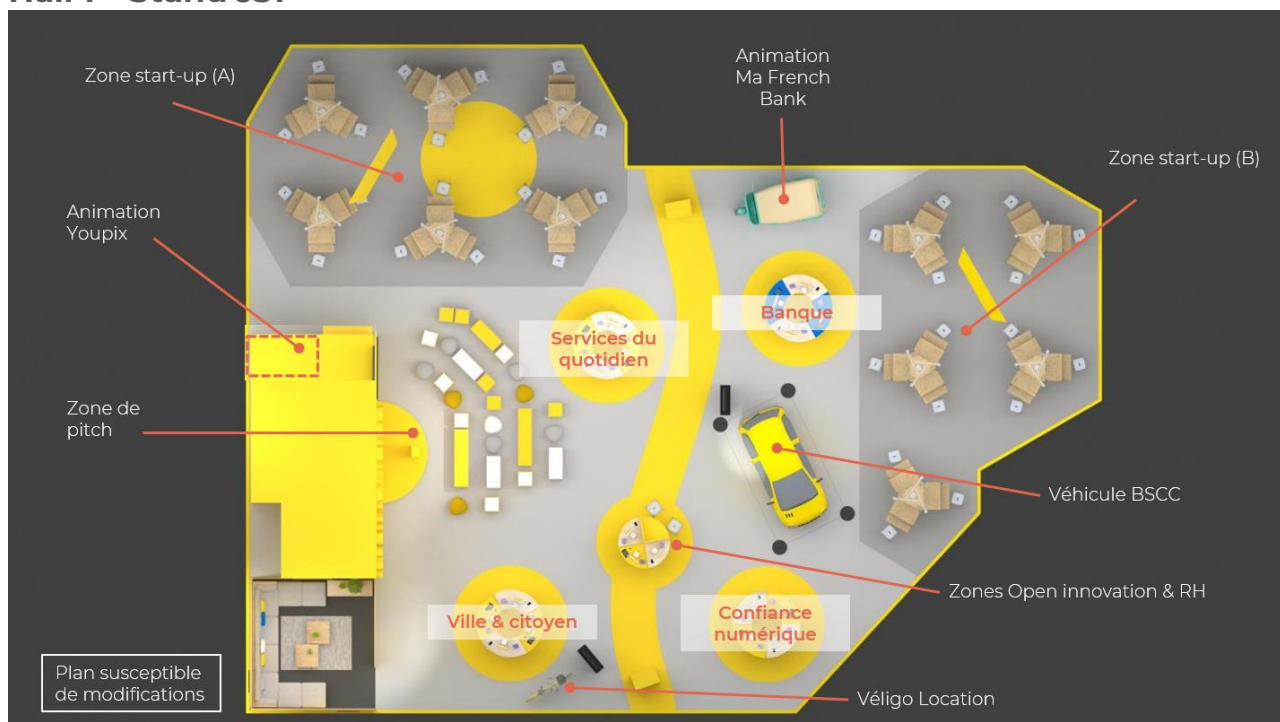 Zone start-up (A)
Animation
Ma French
Bank
Zone start-up (B)
Animation
Youpix
Banque
Services du
quotidien
Zone de
pitch
Véhicule BSCC
Zones Open innovation & RH
Ville & citoyen
Confiance
numérique
Plan susceptible
de modifications
Véligo Location